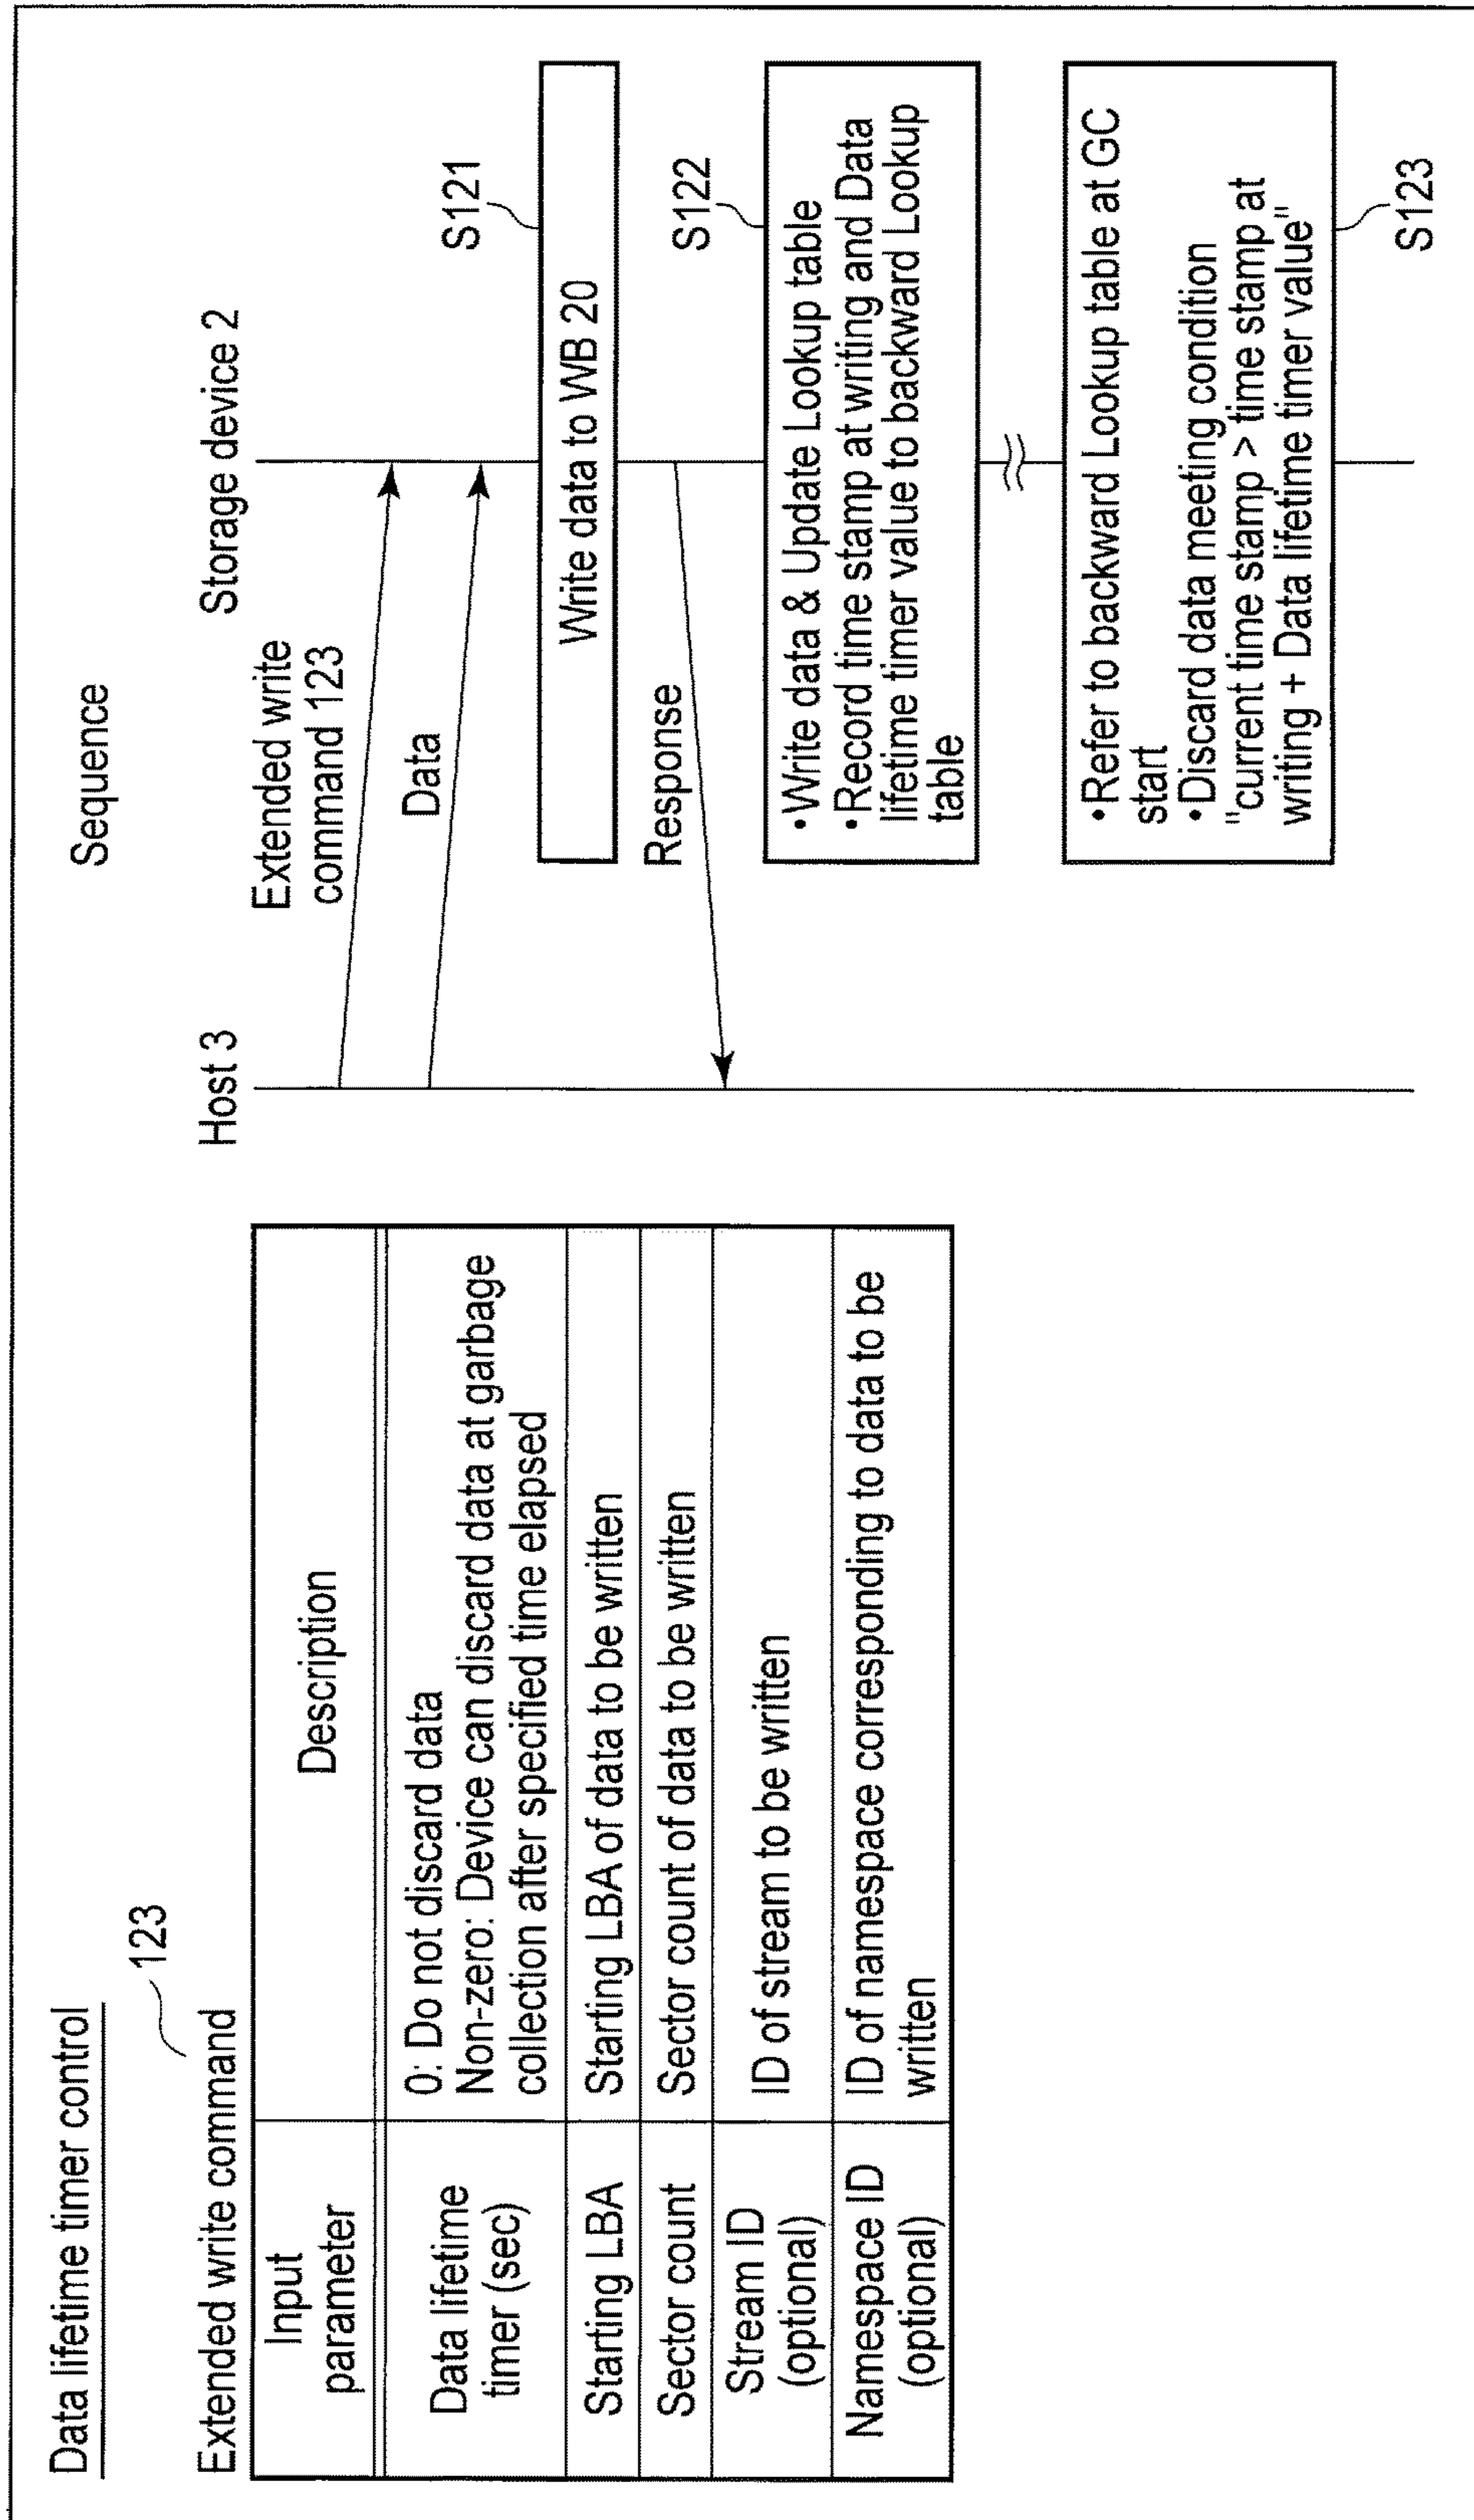 Data lifetime timer control
123
Extended write command
Input
parameter
Description
Data lifetime
timer (sec)
0: Do not discard data
Non-zero: Device can discard data at garbage
collection after specified time elapsed
Starting LBA
Starting LBA of data to be written
Sector count
Sector count of data to be written
Stream ID
(optional)
ID of stream to be written
Namespace ID
(optional)
ID of namespace corresponding to data to be
written
Sequence
Host 3
Storage device 2
Extended write
command 123
Data
S121
Write data to WB 20
Response
S122
•Write data & Update Lookup table
•Record time stamp at writing and Data
lifetime timer value to backward Lookup
table
•Refer to backward Lookup table at GC
start
•Discard data meeting condition
"current time stamp > time stamp at
writing + Data lifetime timer value"
S123